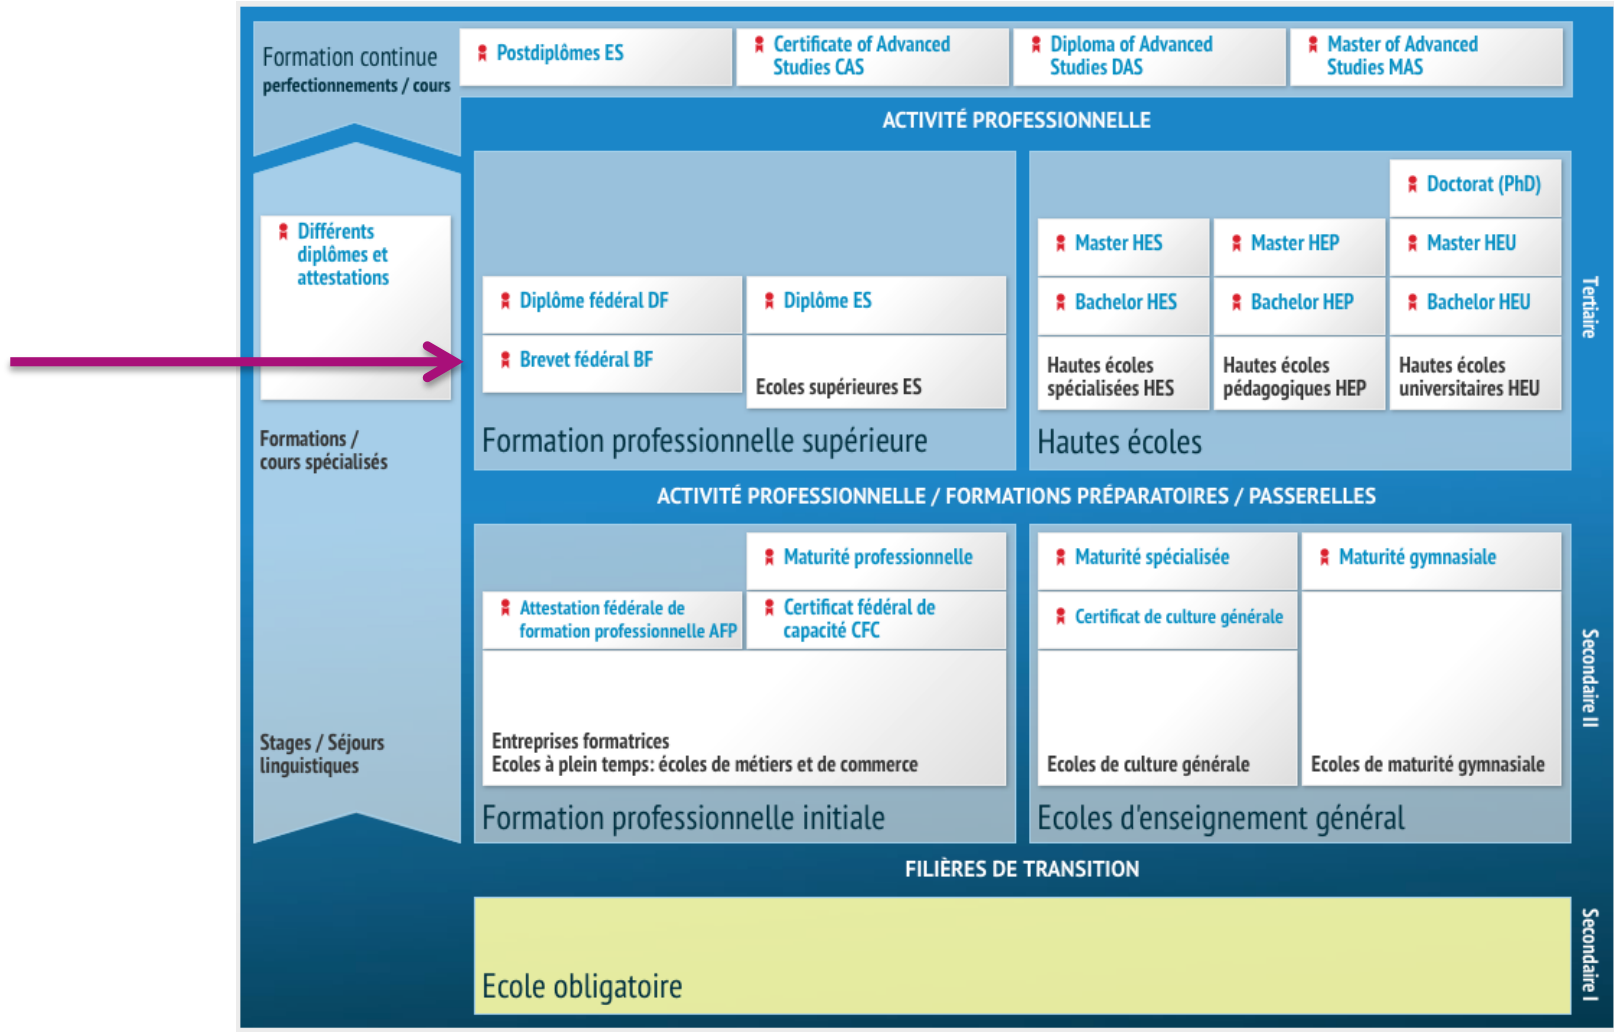 Formation continue
perfectionnements / cours
Postdiplômes ES
Certificate of Advanced
Studies CAS
Diploma of Advanced
Studies DAS
Master of Advanced
Studies MAS
ACTIVITÉ PROFESSIONNELLE
Différents
diplômes et
attestations
Formations /
cours spécialisés
Stages / Séjours
linguistiques
Diplôme fédéral DF
Brevet fédéral BF
Diplôme ES
Ecoles supérieures ES
Formation professionnelle supérieure
Doctorat (PhD)
Master HES
Master HEP
Master HEU
Bachelor HES
Bachelor HEP
Bachelor HEU
Hautes écoles
spécialisées HES
Hautes écoles
pédagogiques HEP
Hautes écoles
universitaires HEU
Hautes écoles
Tertiaire
ACTIVITÉ PROFESSIONNELLE / FORMATIONS PRÉPARATOIRES / PASSERELLES
Maturité professionnelle
Attestation fédérale de
formation professionnelle AFP
Certificat fédéral de
capacité CFC
Entreprises formatrices
Ecoles à plein temps: écoles de métiers et de commerce
Formation professionnelle initiale
Maturité spécialisée
Maturité gymnasiale
Certificat de culture générale
Ecoles de culture générale
Ecoles de maturité gymnasiale
Ecoles d'enseignement général
Secondaire II
FILIÈRES DE TRANSITION
Ecole obligatoire
Secondaire I